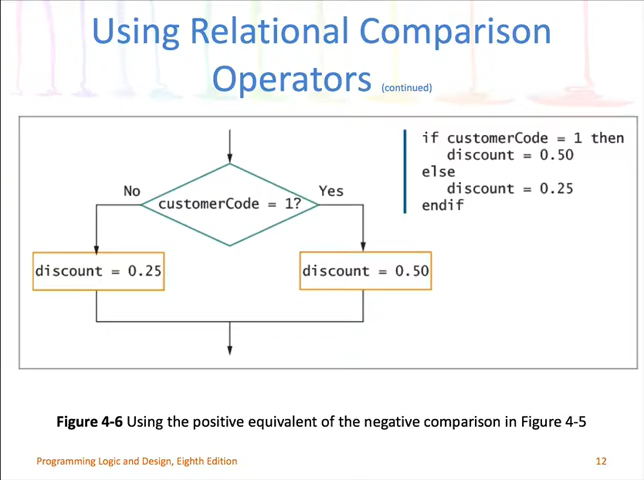 Using Relational Comparison
Operators (continued)
if customerCode = 1 then
discount = 0.50
else
discount = 0.25
endif
No
Yes
customerCode = 1?
discount = 0.25
discount = 0.50
Figure 4-6 Using the positive equivalent of the negative comparison in Figure 4-5
Programming Logic and Design, Eighth Edition
12